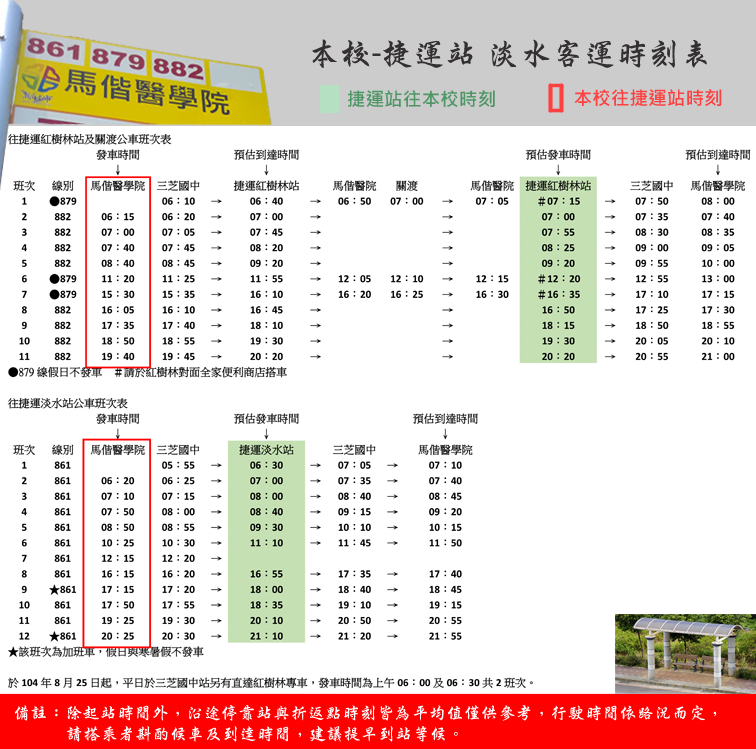 861 879 882
馬偕醫學院
本校-捷運站 淡水客運時刻表
捷運站往本校時刻 本校往捷運站時刻
往捷運紅樹林站及關渡公車班次表
發車時間 預估到達時間 預估發車時間 預估到達時間
↓ ↓ ↓ ↓
班次 線別 馬偕醫學院 三芝國中 捷運紅樹林站 馬偕醫院 關渡 馬偕醫院 捷運紅樹林站 三芝國中 馬偕醫學院
1 ●879 06：10 → 06：40 → 06：50 07：00 → 07：05 ＃07：15 → 07：50 08：00
2 882 06：15 06：20 → 07：00 → → 07：00 → 07：35 07：40
3 882 07：00 07：05 → 07：45 → → 07：55 → 08：30 08：35
4 882 07：40 07：45 → 08：20 → → 08：25 → 09：00 09：05
5 882 08：40 08：45 → 09：20 → → 09：20 → 09：55 10：00
6 ●879 11：20 11：25 → 11：55 → 12：05 12：10 → 12：15 ＃12：20 → 12：55 13：00
7 ●879 15：30 15：35 → 16：10 → 16：20 16：25 → 16：30 ＃16：35 → 17：10 17：15
8 882 16：05 16：10 → 16：45 → → 16：50 → 17：25 17：30
9 882 17：35 17：40 → 18：10 → → 18：15 → 18：50 18：55
10 882 18：50 18：55 → 19：30 → → 19：30 → 20：05 20：10
11 882 19：40 19：45 → 20：20 → → 20：20 → 20：55 21：00
●879 線假日不發車 ＃請於紅樹林對面全家便利商店搭車
往捷運淡水站公車班次表
發車時間 預估發車時間 預估到達時間
↓ ↓ ↓
班次 線別 馬偕醫學院 三芝國中 捷運淡水站 三芝國中 馬偕醫學院
1 861 05：55 → 06：30 → 07：05 → 07：10
2 861 06：20 06：25 → 07：00 → 07：35 → 07：40
3 861 07：10 07：15 → 08：00 → 08：40 → 08：45
4 861 07：50 08：00 → 08：40 → 09：15 → 09：20
5 861 08：50 08：55 → 09：30 → 10：10 → 10：15
6 861 10：25 10：30 → 11：10 → 11：45 → 11：50
7 861 12：15 12：20 →
8 861 16：15 16：20 → 16：55 → 17：35 → 17：40
9 ★861 17：15 17：20 → 18：00 → 18：40 → 18：45
10 861 17：50 17：55 → 18：35 → 19：10 → 19：15
11 861 19：25 19：30 → 20：10 → 20：50 → 20：55
12 ★861 20：25 20：30 → 21：10 → 21：20 → 21：55
★該班次為加班車，假日與寒暑假不發車
於 104 年 8 月 25 日起，平日於三芝國中站另有直達紅樹林專車，發車時間為上午 06：00 及 06：30 共 2 班次。
備註：除起站時間外，沿途停靠站與折返點時刻皆為平均值僅供參考，行駛時間依路況而定，
請搭乘者斟酌候車及到達時間，建議提早到站等候。